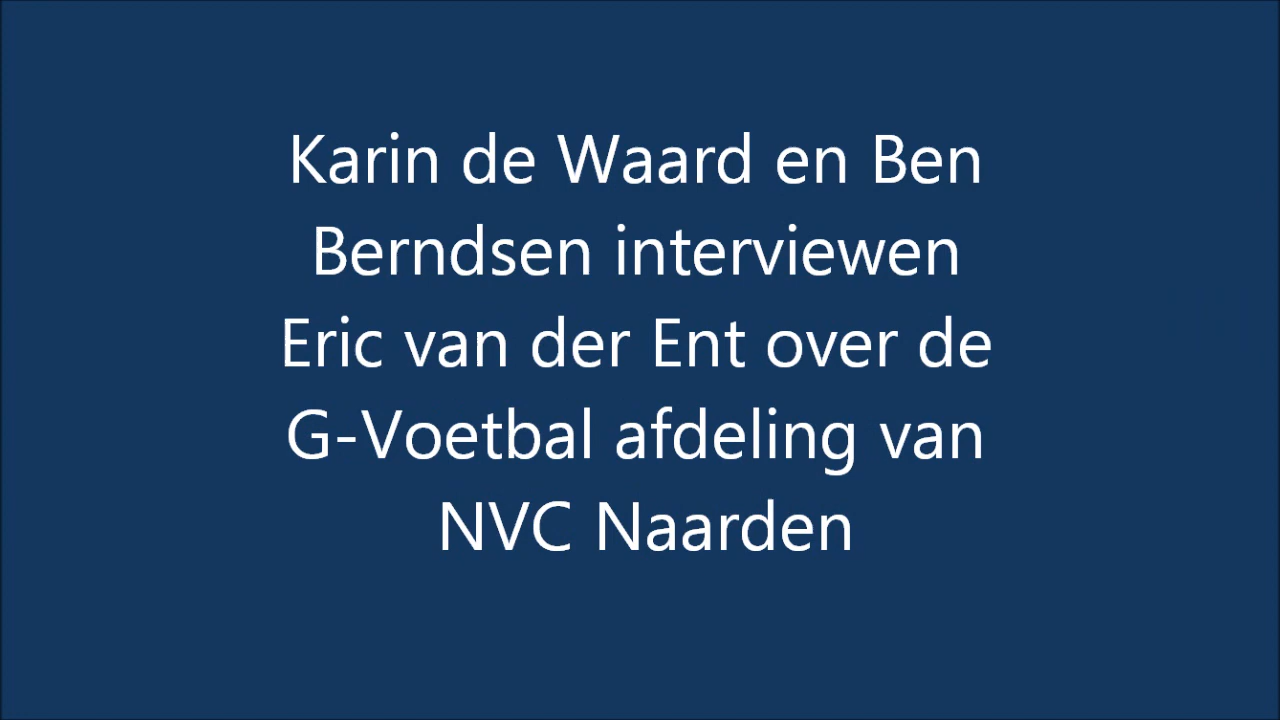 Karin de Waard en Ben
Berndsen interviewen
Eric van der Ent over de
G-Voetbal afdeling van
NVC Naarden